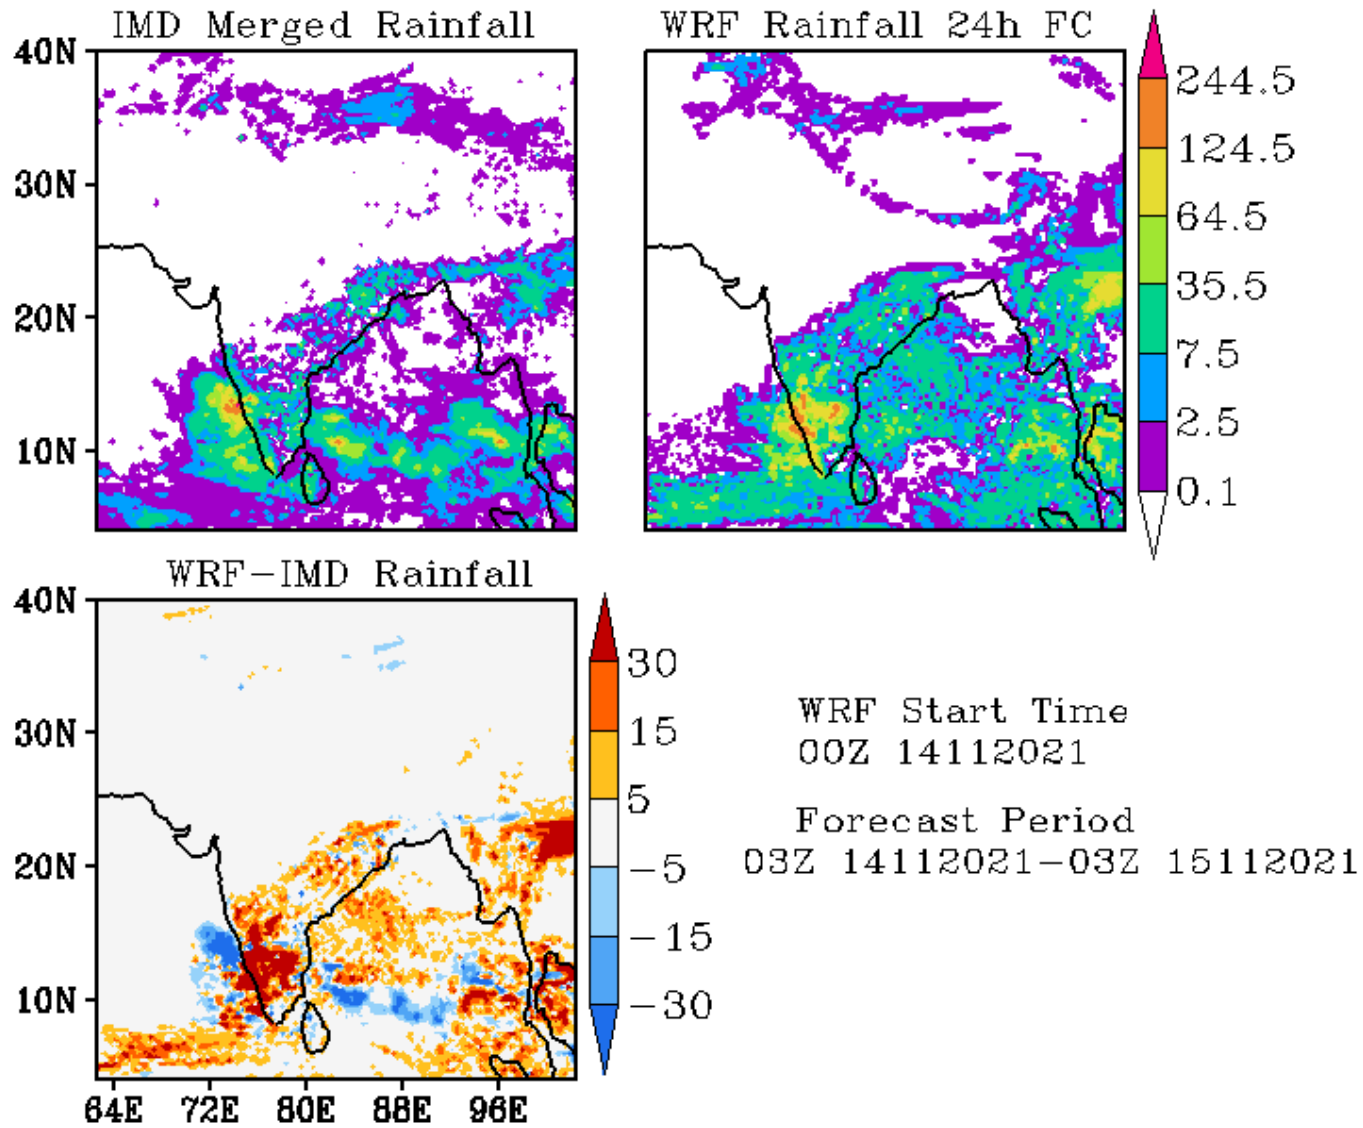 IMD Merged Rainfall
WRF Rainfall 24h FC
40N
30N
20N
10N
244.5
124.5
64.5
35.5
7.5
2.5
0.1
WRF-IMD Rainfall
40N
30N
20N
10N
64E 72E 80E 88E 96E
30
15
5
-5
-15
-30
WRF Start Time
00Z 14112021
Forecast Period
03Z 14112021-03Z 15112021